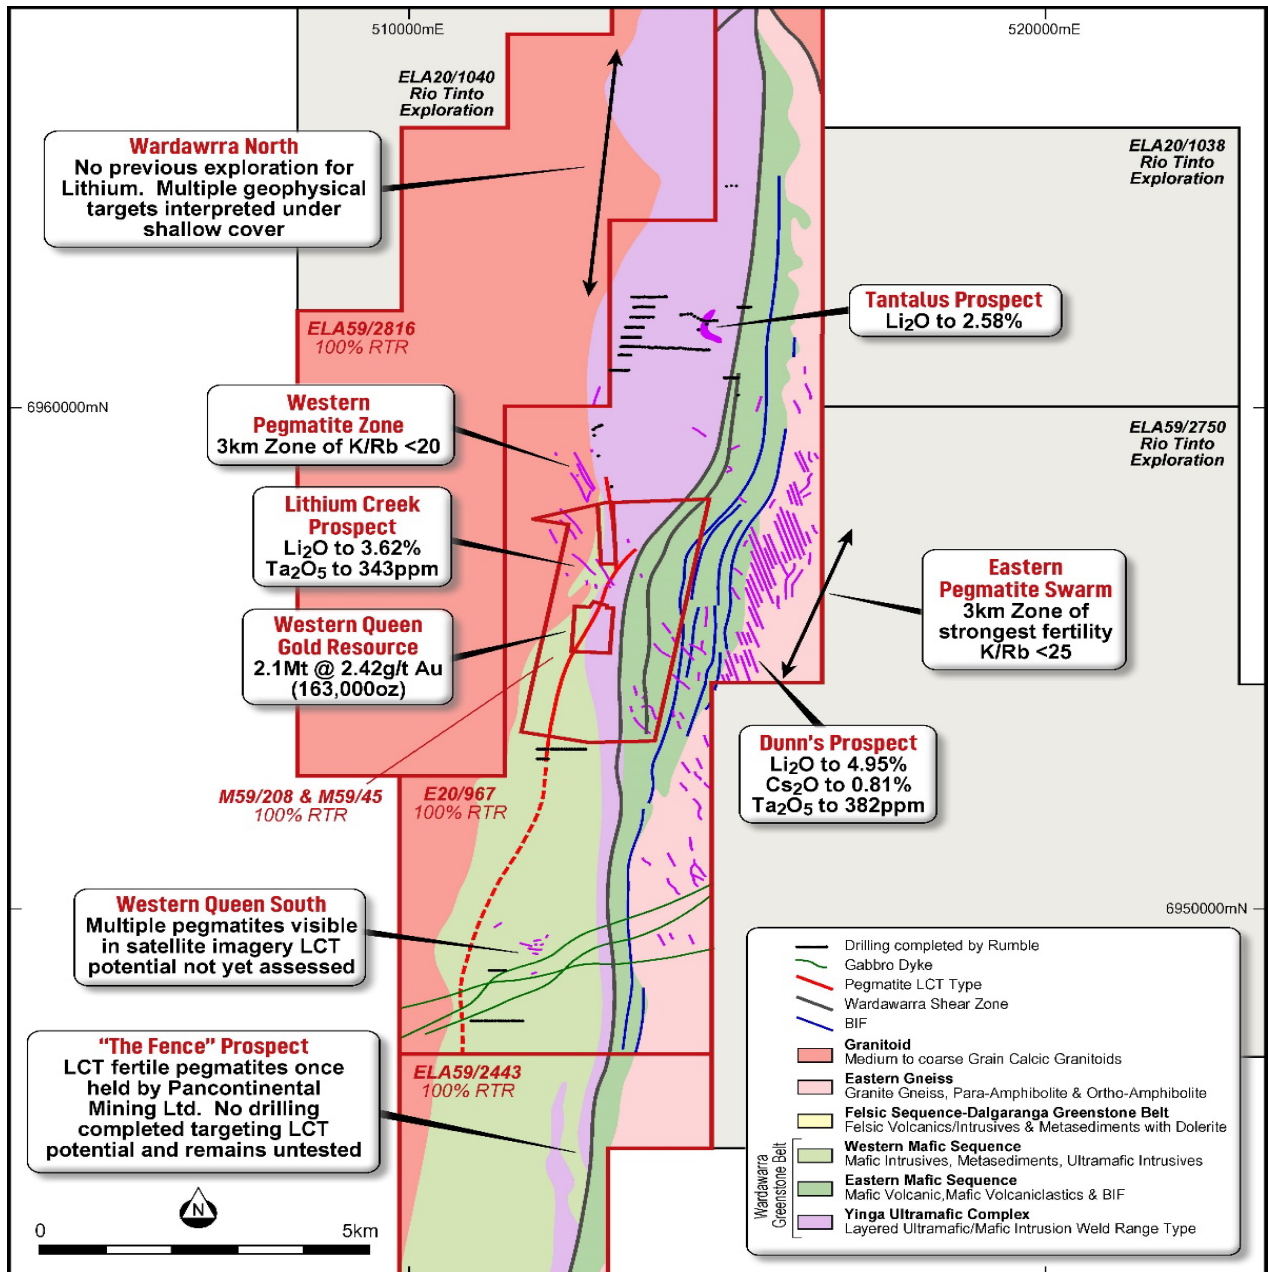 510000mE
520000mE
ELA20/1040
Rio Tinto
Exploration
Wardawrra North
No previous exploration for
Lithium. Multiple geophysical
targets interpreted under
shallow cover
ELA20/1038
Rio Tinto
Exploration
Tantalus Prospect
Li₂O to 2.58%
ELA59/2816
100% RTR
6960000mN
Western
Pegmatite Zone
3km Zone of K/Rb <20
ELA59/2750
Rio Tinto
Exploration
Lithium Creek
Prospect
Li₂O to 3.62%
Ta₂O₅ to 343ppm
Eastern
Pegmatite Swarm
3km Zone of
strongest fertility
K/Rb <25
Western Queen
Gold Resource
2.1Mt @ 2.42g/t Au
(163,000oz)
Dunn's Prospect
Li₂O to 4.95%
Cs₂O to 0.81%
Ta₂O₅ to 382ppm
M59/208 & M59/45
100% RTR
E20/967
100% RTR
Western Queen South
Multiple pegmatites visible
in satellite imagery LCT
potential not yet assessed
6950000mN
"The Fence" Prospect
LCT fertile pegmatites once
held by Pancontinental
Mining Ltd. No drilling
completed targeting LCT
potential and remains untested
ELA59/2443
100% RTR
N
0
5km
Drilling completed by Rumble
Gabbro Dyke
Pegmatite LCT Type
Wardawarra Shear Zone
BIF
Granitoid
Medium to coarse Grain Calcic Granitoids
Eastern Gneiss
Granite Gneiss, Para-Amphibolite & Ortho-Amphibolite
Felsic Sequence-Dalgaranga Greenstone Belt
Felsic Volcanics/Intrusives & Metasediments with Dolerite
Wardawarra
Greenstone Belt
Western Mafic Sequence
Mafic Intrusives, Metasediments, Ultramafic Intrusives
Eastern Mafic Sequence
Mafic Volcanic,Mafic Volcaniclastics & BIF
Yinga Ultramafic Complex
Layered Ultramafic/Mafic Intrusion Weld Range Type